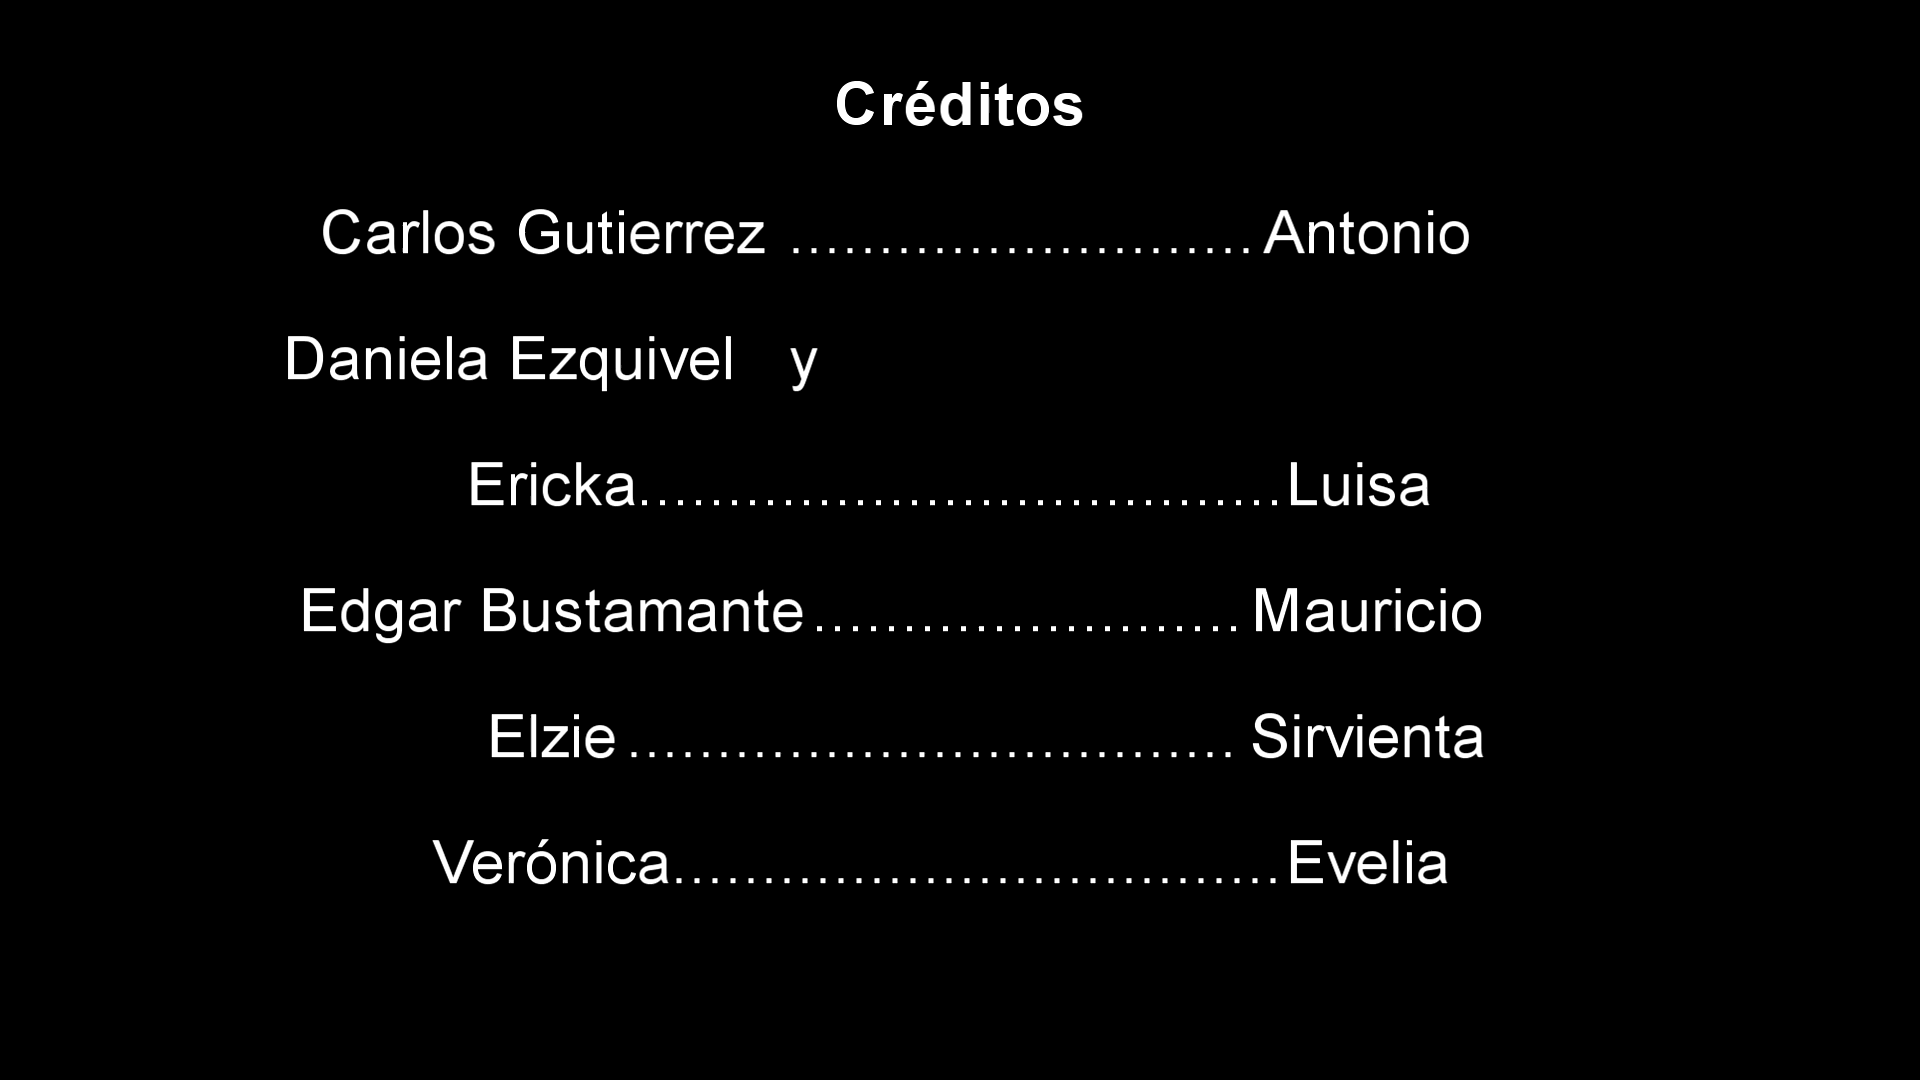 Créditos
Carlos Gutierrez ..........................Antonio
Daniela Ezquivel y
Ericka....................................Luisa
Edgar Bustamante........................ Mauricio
Elzie .................................. Sirvienta
Verónica..................................Evelia